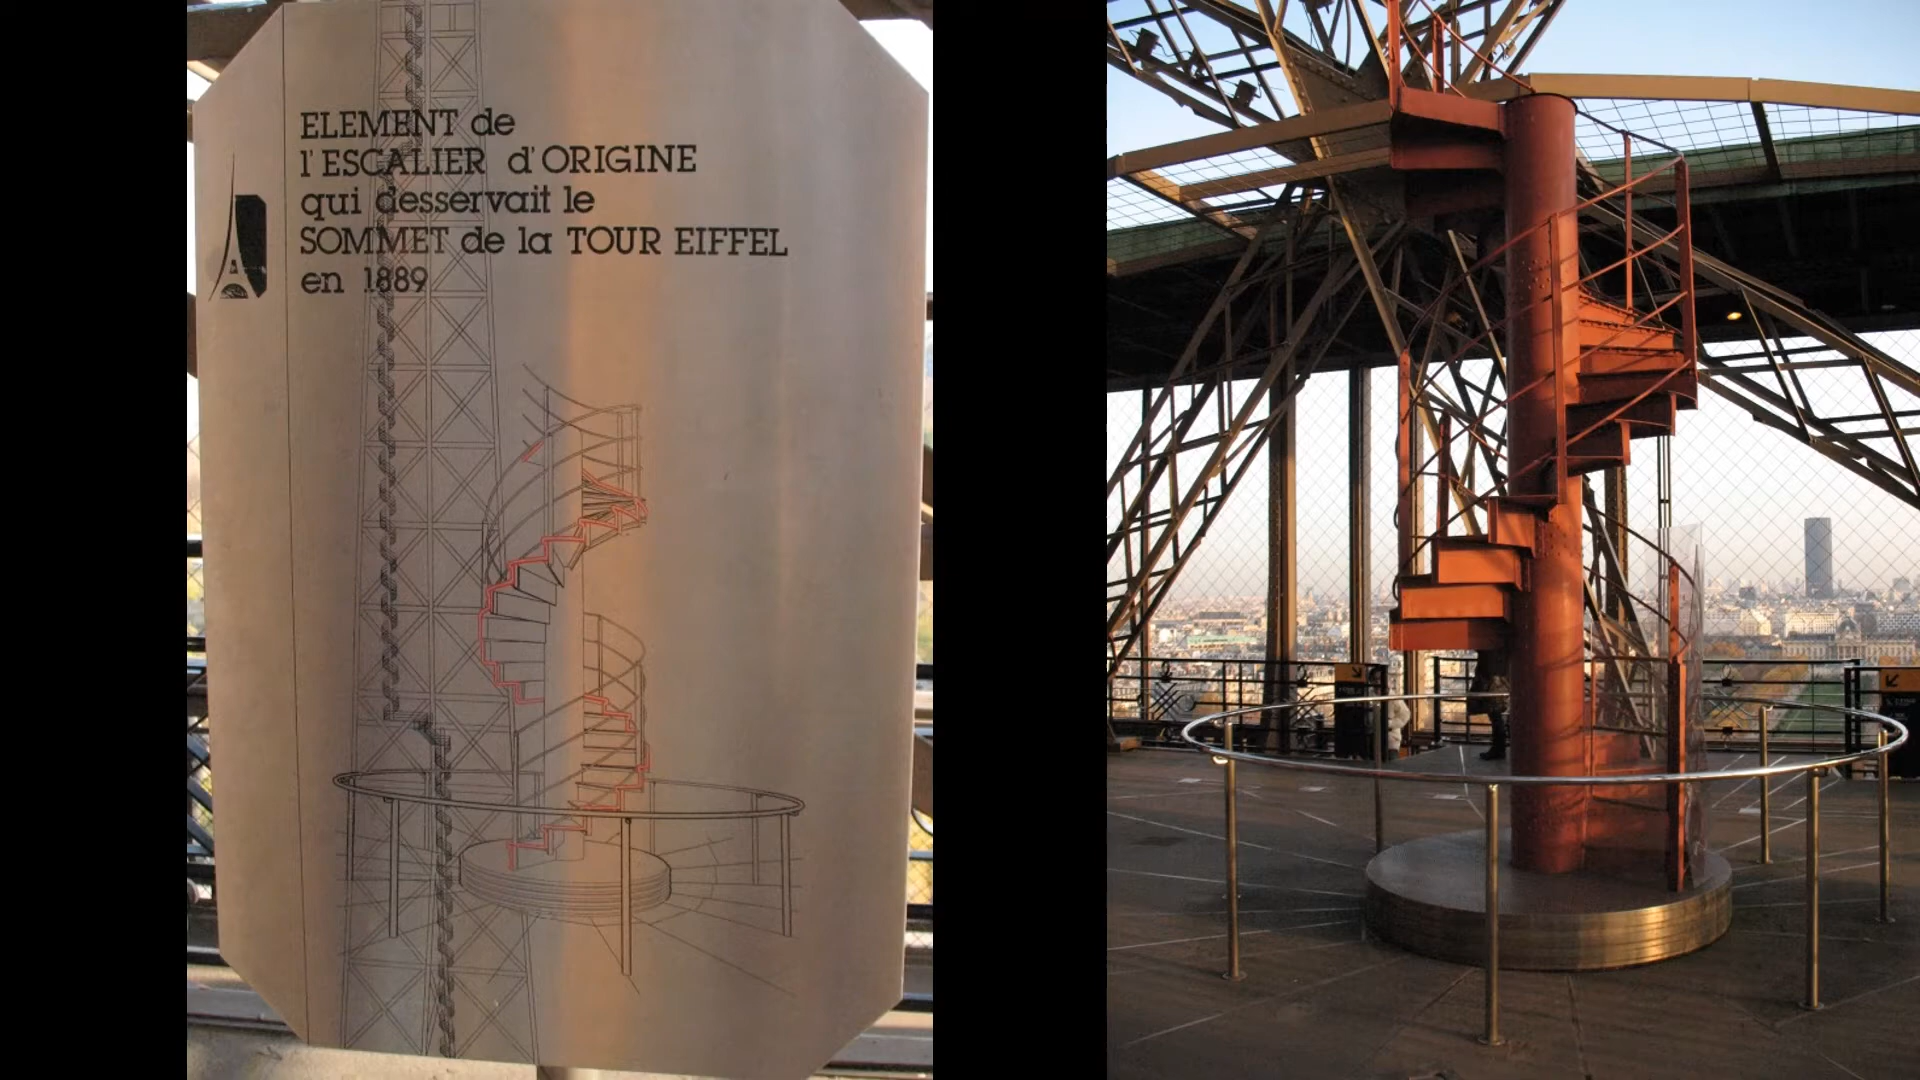 ELEMENT de
l'ESCALIER d'ORIGINE
qui desservait le
SOMMET de la TOUR EIFFEL
en 1889